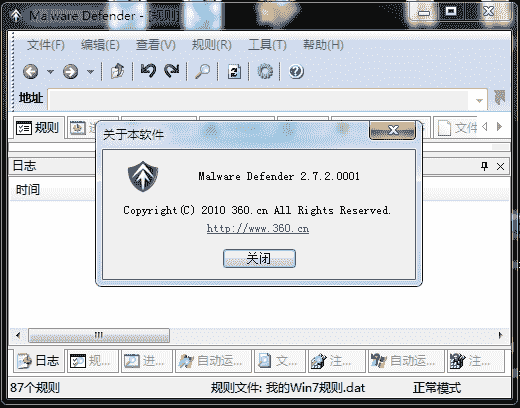 Malware Defender - [规则]
文件(F) 编辑(E) 查看(V) 规则(R) 工具(T) 帮助(H)
地址
规则 进 文件
关于本软件
日志
时间
Malware Defender 2.7.2.0001
Copyright(C) 2010 360.cn All Rights Reserved.
http://www.360.cn
关闭
日志 规... 进... 自动运... 文... 注... 自动运... 注...
87个规则 规则文件: 我的Win7规则.dat 正常模式